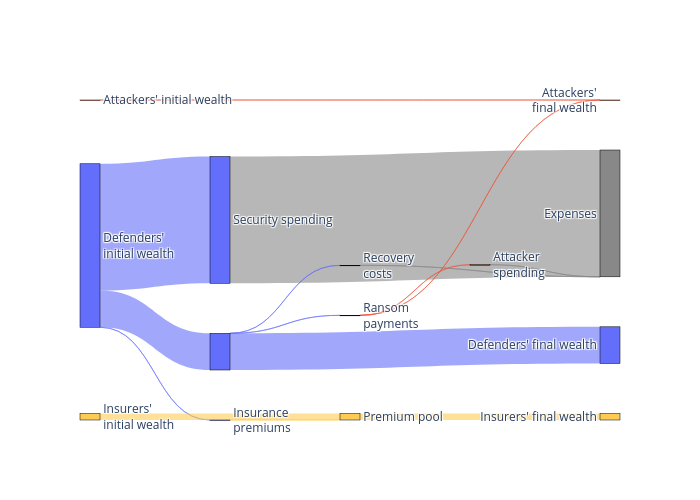 Attackers' initial wealth
Attackers'
final wealth
Defenders'
initial wealth
Security spending
Expenses
Recovery
costs
Attacker
spending
Ransom
payments
Defenders' final wealth
Insurers'
initial wealth
Insurance
premiums
Premium pool
Insurers' final wealth